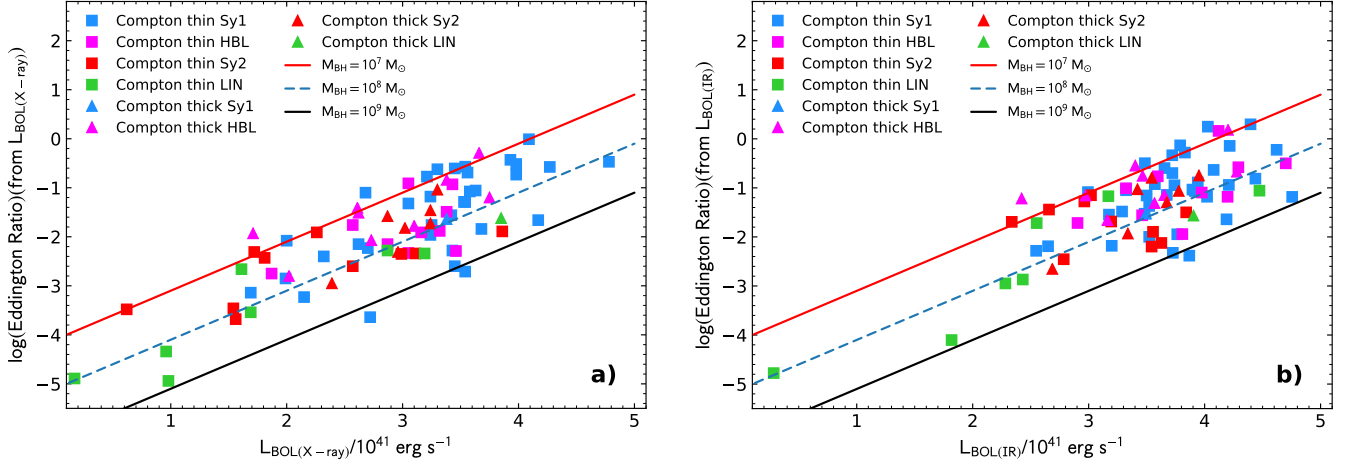 log(Eddington Ratio)(from L_BOL(X−ray))
2
1
0
−1
−2
−3
−4
−5
Compton thin Sy1
Compton thin HBL
Compton thin Sy2
Compton thin LIN
Compton thick Sy1
Compton thick HBL
Compton thick Sy2
Compton thick LIN
M_BH = 10^7 M_⊙
M_BH = 10^8 M_⊙
M_BH = 10^9 M_⊙
a)
1 2 3 4 5
L_BOL(X−ray)/10^41 erg s^−1
log(Eddington Ratio)(from L_BOL(IR))
2
1
0
−1
−2
−3
−4
−5
Compton thin Sy1
Compton thin HBL
Compton thin Sy2
Compton thin LIN
Compton thick Sy1
Compton thick HBL
Compton thick Sy2
Compton thick LIN
M_BH = 10^7 M_⊙
M_BH = 10^8 M_⊙
M_BH = 10^9 M_⊙
b)
1 2 3 4 5
L_BOL(IR)/10^41 erg s^−1